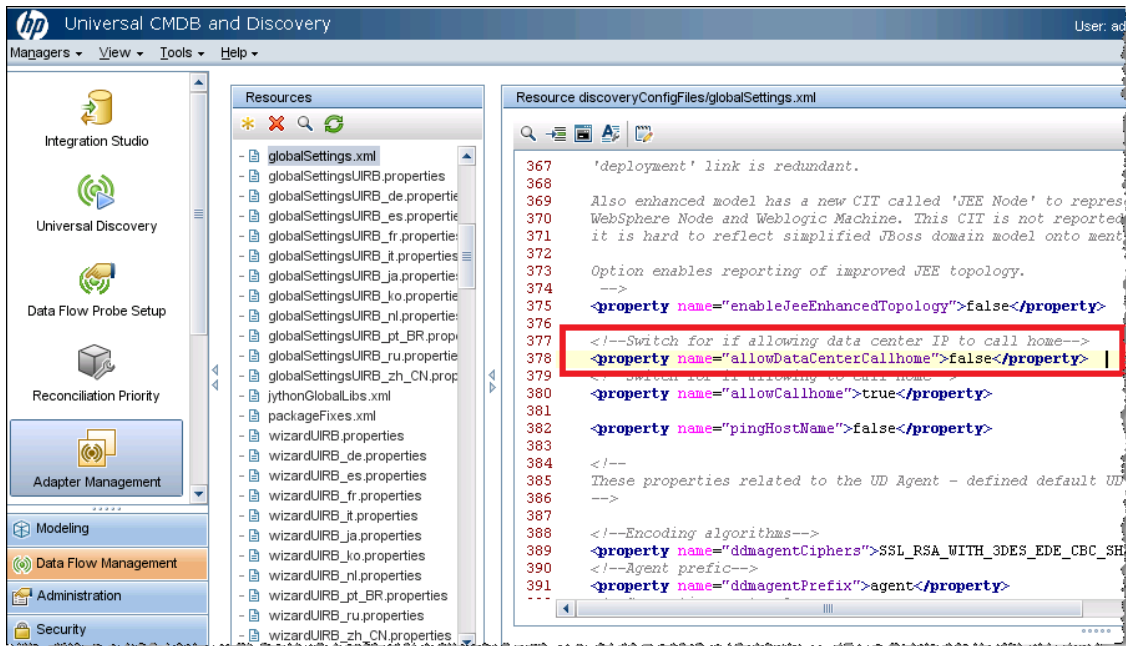 hp Universal CMDB and Discovery
User: ad
Managers View Tools Help
Integration Studio
Universal Discovery
Data Flow Probe Setup
Reconciliation Priority
Adapter Management
Modeling
Data Flow Management
Administration
Security
Resources
globalSettings.xml
globalSettingsUIRB.properties
globalSettingsUIRB_de.propertie
globalSettingsUIRB_es.propertie
globalSettingsUIRB_fr.properties
globalSettingsUIRB_it.properties
globalSettingsUIRB_ja.propertie
globalSettingsUIRB_ko.propertie
globalSettingsUIRB_nl.propertie
globalSettingsUIRB_pt_BR.prope
globalSettingsUIRB_ru.propertie
globalSettingsUIRB_zh_CN.prop
jythonGlobalLibs.xml
packageFixes.xml
wizardUIRB.properties
wizardUIRB_de.properties
wizardUIRB_es.properties
wizardUIRB_fr.properties
wizardUIRB_it.properties
wizardUIRB_ja.properties
wizardUIRB_ko.properties
wizardUIRB_nl.properties
wizardUIRB_pt_BR.properties
wizardUIRB_ru.properties
wizardUIRB_zh_CN.properties
Resource discoveryConfigFiles/globalSettings.xml
367 'deployment' link is redundant.
368
369 Also enhanced model has a new CIT called 'JEE Node' to repres
370 WebSphere Node and Weblogic Machine. This CIT is not reported
371 it is hard to reflect simplified JBoss domain model onto ment
372
373 Option enables reporting of improved JEE topology.
374 -->
375 <property name="enableJeeEnhancedTopology">false</property>
376
377 <!--Switch for if allowing data center IP to call home-->
378 <property name="allowDataCenterCallhome">false</property>
379 <!--Switch for if allowing to call home-->
380 <property name="allowCallhome">true</property>
381
382 <property name="pingHostName">false</property>
383
384 <!--
385 These properties related to the UD Agent - defined default UD
386 -->
387
388 <!--Encoding algorithms-->
389 <property name="ddmagentCiphers">SSL_RSA_WITH_3DES_EDE_CBC_SH
390 <!--Agent prefic-->
391 <property name="ddmagentPrefix">agent</property>